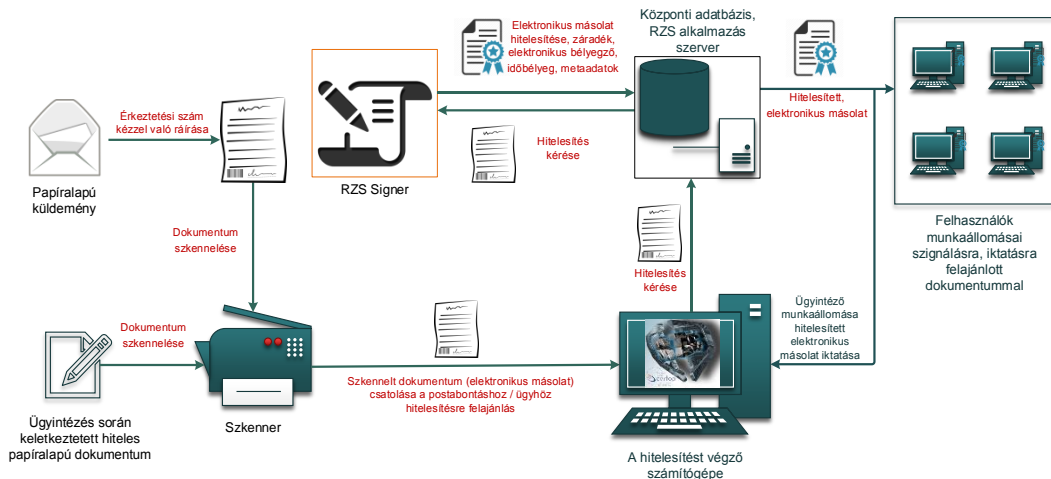 Elektronikus másolat
hitelesítése, záradék,
elektronikus bélyegző,
időbélyeg, metaadatok
Központi adatbázis,
RZS alkalmazás
szerver
Érkeztetési szám
kézzel való ráírása
Hitelesített,
elektronikus másolat
Hitelesítés
kérése
Papíralapú
küldemény
RZS Signer
Felhasználók
munkaállomásai
szignálásra, iktatásra
felajánlott
dokumentummal
Dokumentum
szkennelése
Hitelesítés
kérése
Ügyintéző
munkaállomása
hitelesített
elektronikus
másolat iktatása
Dokumentum
szkennelése
certop
Szkennelt dokumentum (elektronikus másolat)
csatolása a postabontáshoz / ügyhöz
hitelesítésre felajánlás
Ügyintézés során
keletkeztetett hiteles
papíralapú dokumentum
Szkenner
A hitelesítést végző
számítógépe